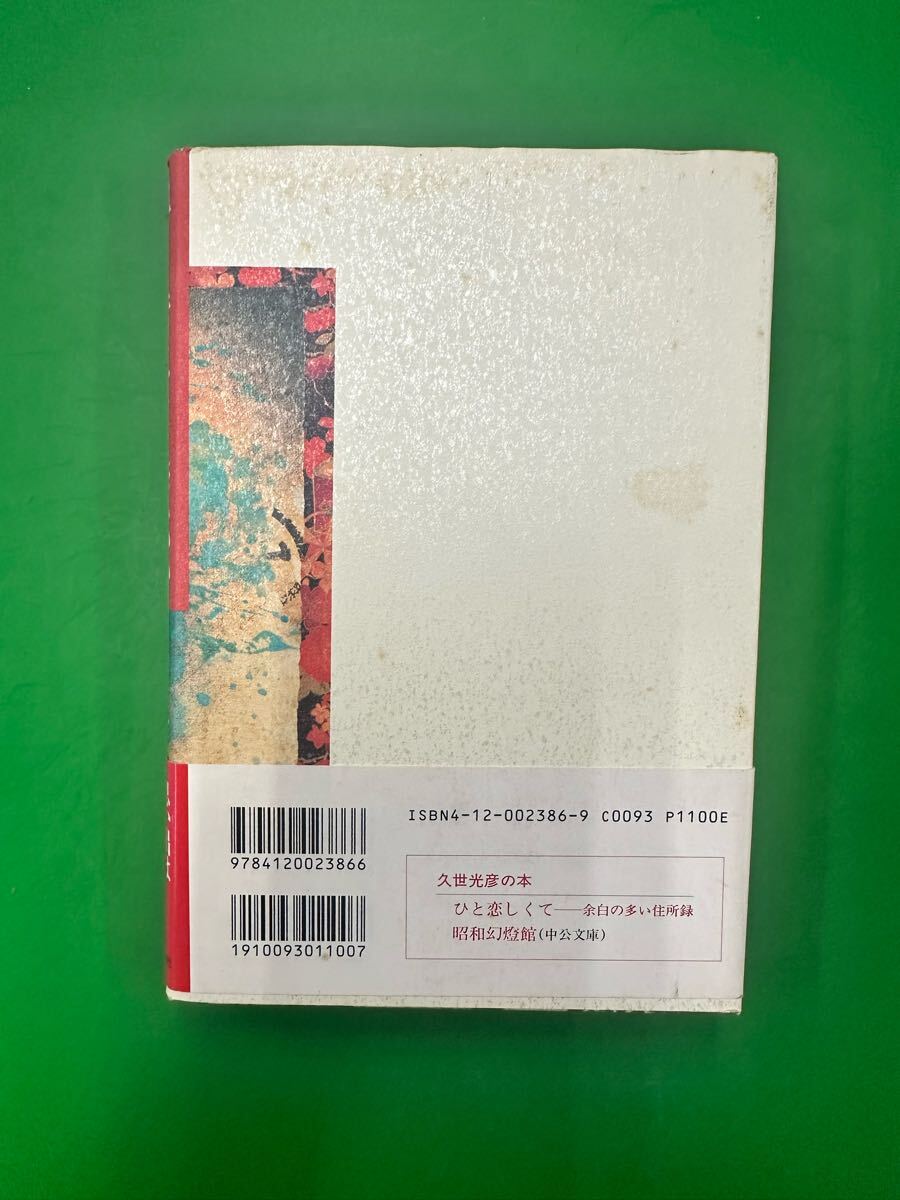 ISBN4-12-002386-9 C0093 P1100E
9784120023866
1910093011007
久世光彦の本
ひと恋しくて――余白の多い住所録
昭和幻燈館(中公文庫)